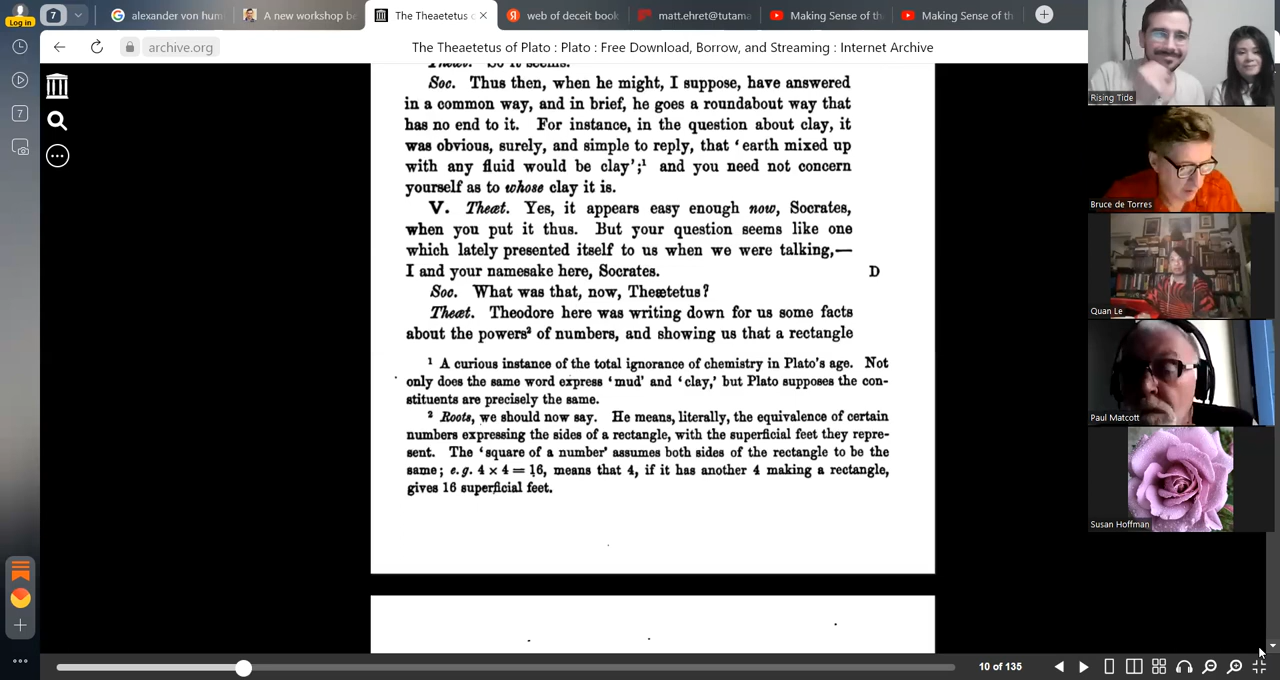 Log in
7
alexander von hum
A new workshop be
The Theaetetus c
web of deceit book
matt.ehret@tutama
Making Sense of th
Making Sense of th
archive.org
The Theaetetus of Plato : Plato : Free Download, Borrow, and Streaming : Internet Archive
7
Theæt. So it seems.
Soc. Thus then, when he might, I suppose, have answered
in a common way, and in brief, he goes a roundabout way that
has no end to it. For instance, in the question about clay, it
was obvious, surely, and simple to reply, that ‘earth mixed up
with any fluid would be clay’;¹ and you need not concern
yourself as to whose clay it is.
V. Theæt. Yes, it appears easy enough now, Socrates,
when you put it thus. But your question seems like one
which lately presented itself to us when we were talking,—
I and your namesake here, Socrates. D
Soc. What was that, now, Theætetus?
Theæt. Theodore here was writing down for us some facts
about the powers² of numbers, and showing us that a rectangle
¹ A curious instance of the total ignorance of chemistry in Plato’s age. Not
only does the same word express ‘mud’ and ‘clay,’ but Plato supposes the con-
stituents are precisely the same.
² Roots, we should now say. He means, literally, the equivalence of certain
numbers expressing the sides of a rectangle, with the superficial feet they repre-
sent. The ‘square of a number’ assumes both sides of the rectangle to be the
same; e.g. 4 × 4 = 16, means that 4, if it has another 4 making a rectangle,
gives 16 superficial feet.
10 of 135
Rising Tide
Bruce de Torres
Quan Le
Paul Matcott
Susan Hoffman